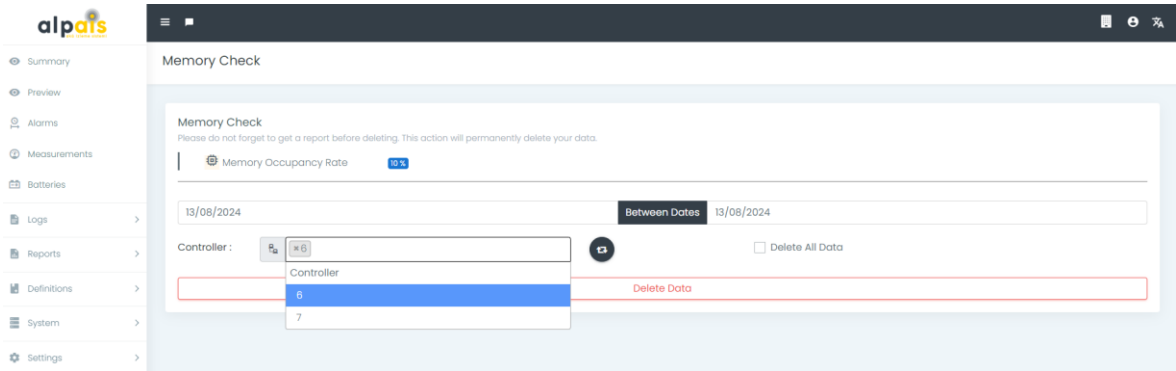 alpais
Memory Check
Summary
Preview
Alarms
Measurements
Batteries
Logs
Reports
Definitions
System
Settings
Memory Check
Please do not forget to get a report before deleting. This action will permanently delete your data.
Memory Occupancy Rate 10 %
13/08/2024 Between Dates 13/08/2024
Controller : ×6 Delete All Data
Controller
6
7
Delete Data